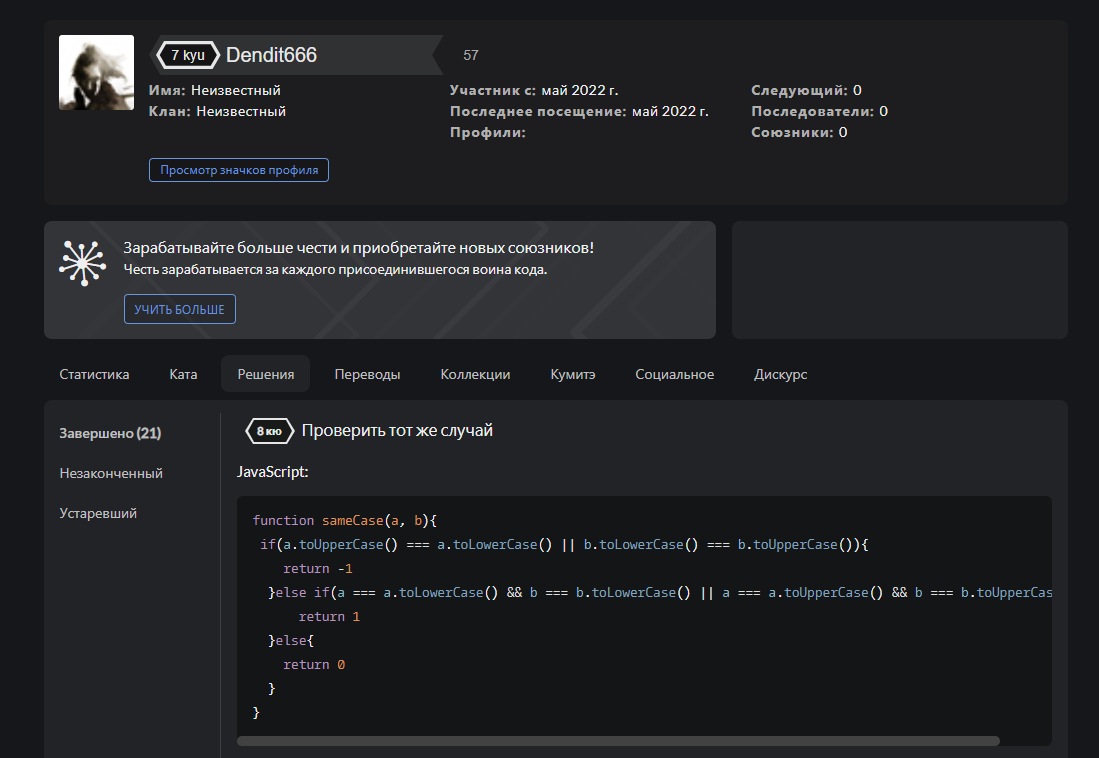 7 kyu Dendit666 57
Имя: Неизвестный
Клан: Неизвестный
Участник с: май 2022 г.
Последнее посещение: май 2022 г.
Профили:
Следующий: 0
Последователи: 0
Союзники: 0
Просмотр значков профиля
Зарабатывайте больше чести и приобретайте новых союзников!
Честь зарабатывается за каждого присоединившегося воина кода.
УЧИТЬ БОЛЬШЕ
Статистика Ката Решения Переводы Коллекции Кумитэ Социальное Дискурс
Завершено (21)
Незаконченный
Устаревший
8 кю Проверить тот же случай
JavaScript:
function sameCase(a, b){
 if(a.toUpperCase() === a.toLowerCase() || b.toLowerCase() === b.toUpperCase()){
    return -1
  }else if(a === a.toLowerCase() && b === b.toLowerCase() || a === a.toUpperCase() && b === b.toUpperCas
      return 1
  }else{
    return 0
  }
}